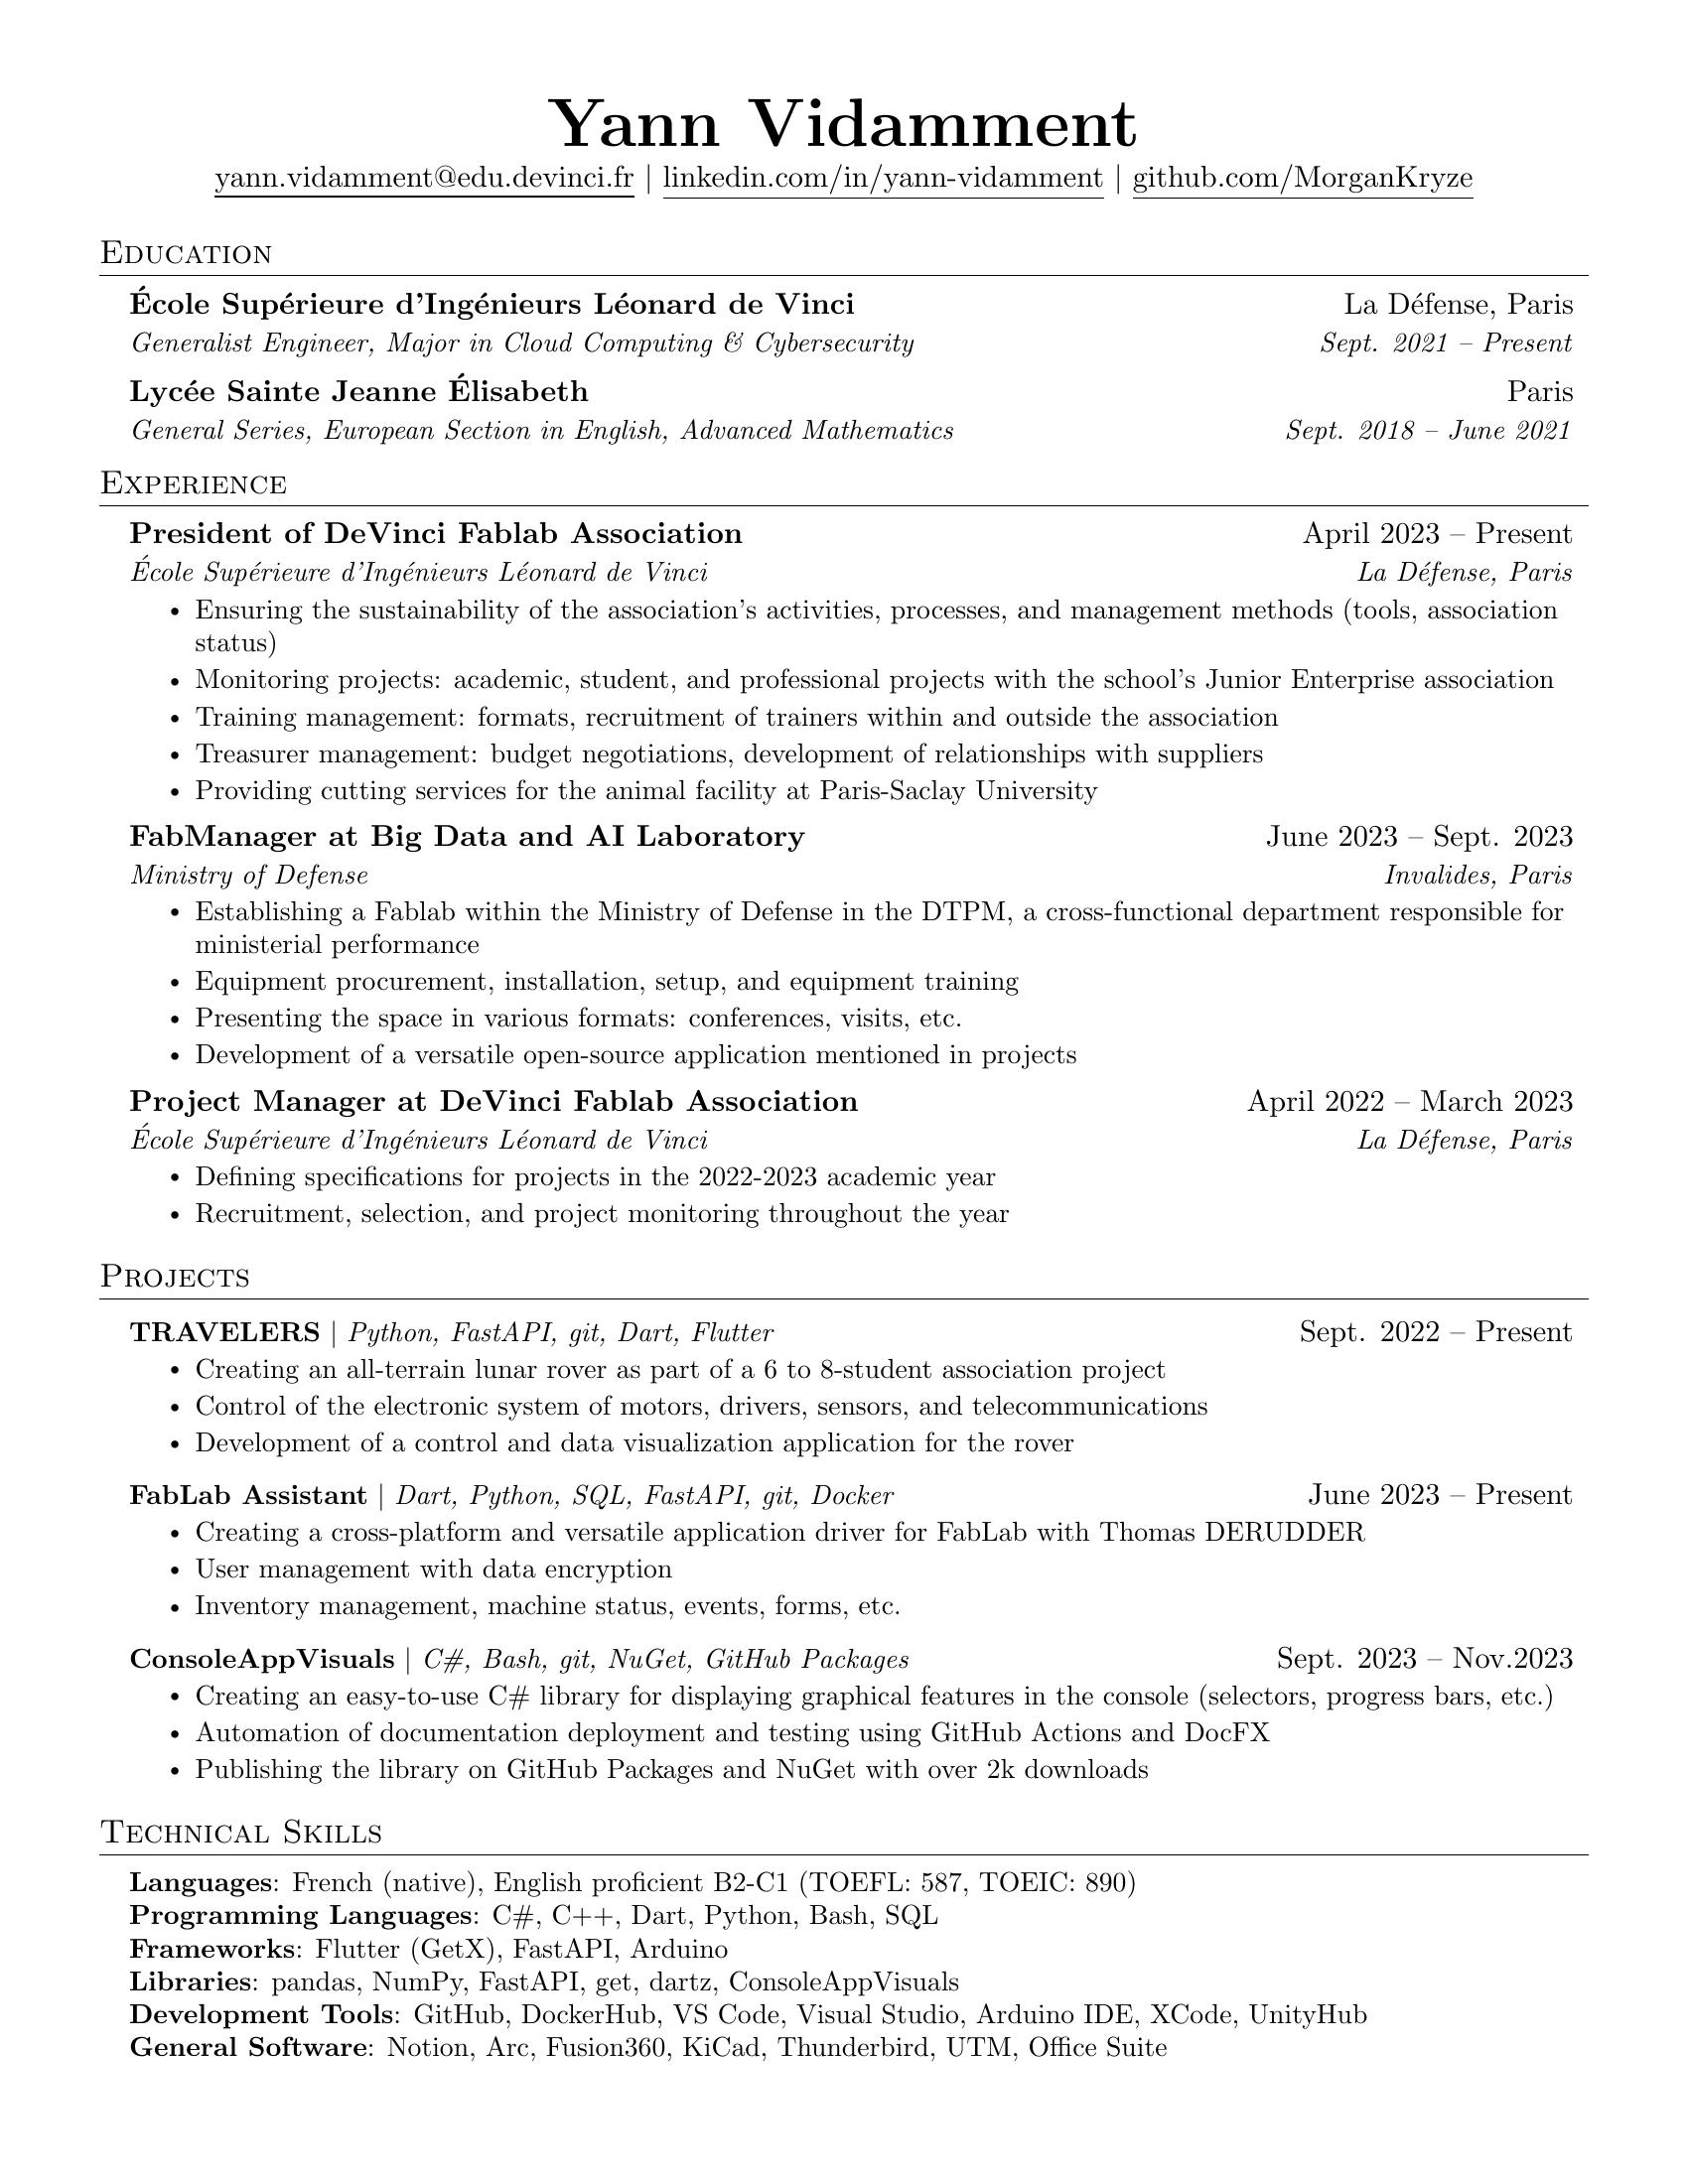 Yann Vidamment
yann.vidamment@edu.devinci.fr | linkedin.com/in/yann-vidamment | github.com/MorganKryze
Education
École Supérieure d'Ingénieurs Léonard de Vinci La Défense, Paris
Generalist Engineer, Major in Cloud Computing & Cybersecurity Sept. 2021 – Present
Lycée Sainte Jeanne Élisabeth Paris
General Series, European Section in English, Advanced Mathematics Sept. 2018 – June 2021
Experience
President of DeVinci Fablab Association April 2023 – Present
École Supérieure d'Ingénieurs Léonard de Vinci La Défense, Paris
• Ensuring the sustainability of the association's activities, processes, and management methods (tools, association
status)
• Monitoring projects: academic, student, and professional projects with the school's Junior Enterprise association
• Training management: formats, recruitment of trainers within and outside the association
• Treasurer management: budget negotiations, development of relationships with suppliers
• Providing cutting services for the animal facility at Paris-Saclay University
FabManager at Big Data and AI Laboratory June 2023 – Sept. 2023
Ministry of Defense Invalides, Paris
• Establishing a Fablab within the Ministry of Defense in the DTPM, a cross-functional department responsible for
ministerial performance
• Equipment procurement, installation, setup, and equipment training
• Presenting the space in various formats: conferences, visits, etc.
• Development of a versatile open-source application mentioned in projects
Project Manager at DeVinci Fablab Association April 2022 – March 2023
École Supérieure d'Ingénieurs Léonard de Vinci La Défense, Paris
• Defining specifications for projects in the 2022-2023 academic year
• Recruitment, selection, and project monitoring throughout the year
Projects
TRAVELERS | Python, FastAPI, git, Dart, Flutter Sept. 2022 – Present
• Creating an all-terrain lunar rover as part of a 6 to 8-student association project
• Control of the electronic system of motors, drivers, sensors, and telecommunications
• Development of a control and data visualization application for the rover
FabLab Assistant | Dart, Python, SQL, FastAPI, git, Docker June 2023 – Present
• Creating a cross-platform and versatile application driver for FabLab with Thomas DERUDDER
• User management with data encryption
• Inventory management, machine status, events, forms, etc.
ConsoleAppVisuals | C#, Bash, git, NuGet, GitHub Packages Sept. 2023 – Nov.2023
• Creating an easy-to-use C# library for displaying graphical features in the console (selectors, progress bars, etc.)
• Automation of documentation deployment and testing using GitHub Actions and DocFX
• Publishing the library on GitHub Packages and NuGet with over 2k downloads
Technical Skills
Languages: French (native), English proficient B2-C1 (TOEFL: 587, TOEIC: 890)
Programming Languages: C#, C++, Dart, Python, Bash, SQL
Frameworks: Flutter (GetX), FastAPI, Arduino
Libraries: pandas, NumPy, FastAPI, get, dartz, ConsoleAppVisuals
Development Tools: GitHub, DockerHub, VS Code, Visual Studio, Arduino IDE, XCode, UnityHub
General Software: Notion, Arc, Fusion360, KiCad, Thunderbird, UTM, Office Suite